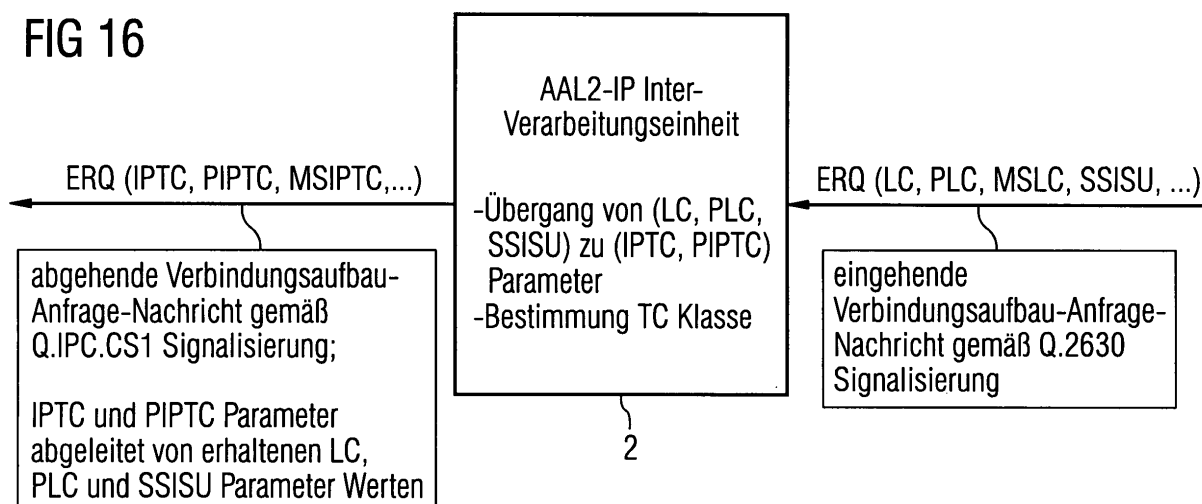 FIG 16
AAL2-IP Inter-
Verarbeitungseinheit
-Übergang von (LC, PLC,
SSISU) zu (IPTC, PIPTC)
Parameter
-Bestimmung TC Klasse
ERQ (IPTC, PIPTC, MSIPTC,...)
ERQ (LC, PLC, MSLC, SSISU, ...)
abgehende Verbindungsaufbau-
Anfrage-Nachricht gemäß
Q.IPC.CS1 Signalisierung;
IPTC und PIPTC Parameter
abgeleitet von erhaltenen LC,
PLC und SSISU Parameter Werten
eingehende
Verbindungsaufbau-Anfrage-
Nachricht gemäß Q.2630
Signalisierung
2